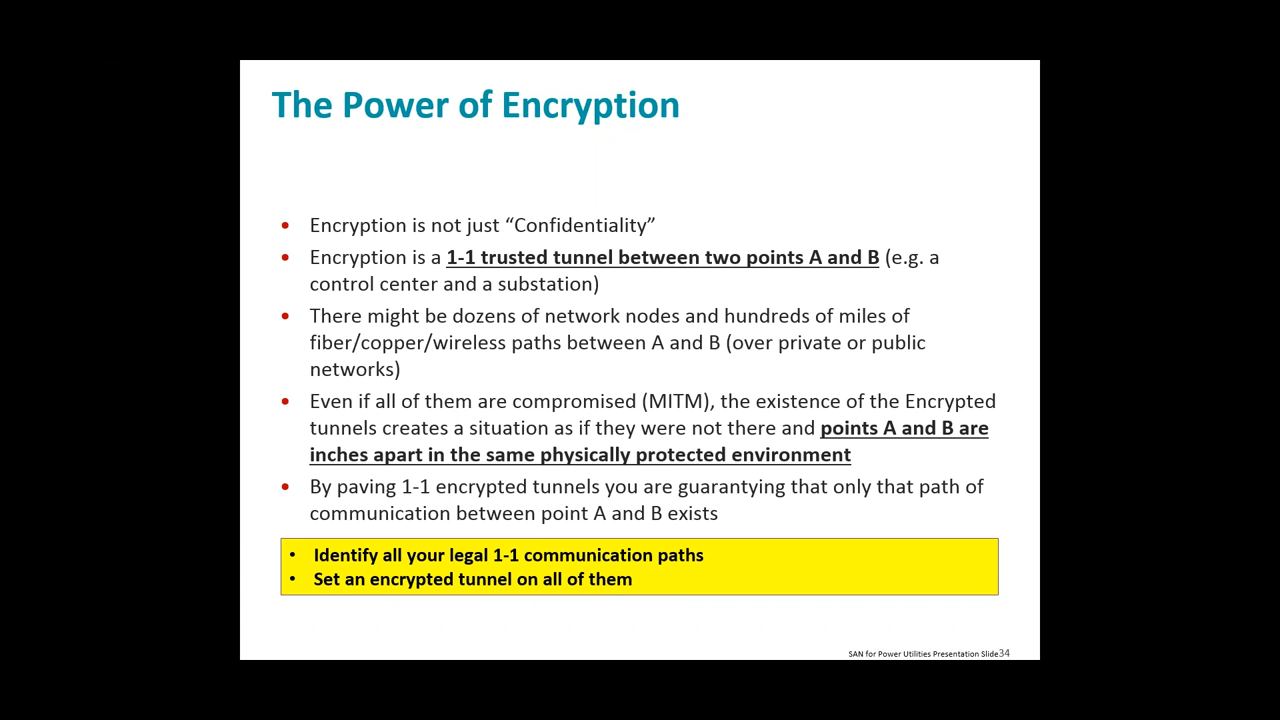 The Power of Encryption
• Encryption is not just “Confidentiality”
• Encryption is a 1-1 trusted tunnel between two points A and B (e.g. a
control center and a substation)
• There might be dozens of network nodes and hundreds of miles of
fiber/copper/wireless paths between A and B (over private or public
networks)
• Even if all of them are compromised (MITM), the existence of the Encrypted
tunnels creates a situation as if they were not there and points A and B are
inches apart in the same physically protected environment
• By paving 1-1 encrypted tunnels you are guarantying that only that path of
communication between point A and B exists
• Identify all your legal 1-1 communication paths
• Set an encrypted tunnel on all of them
SAN for Power Utilities Presentation Slide34